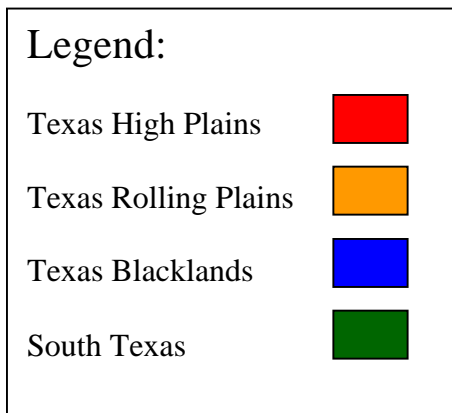 Legend:
Texas High Plains
Texas Rolling Plains
Texas Blacklands
South Texas